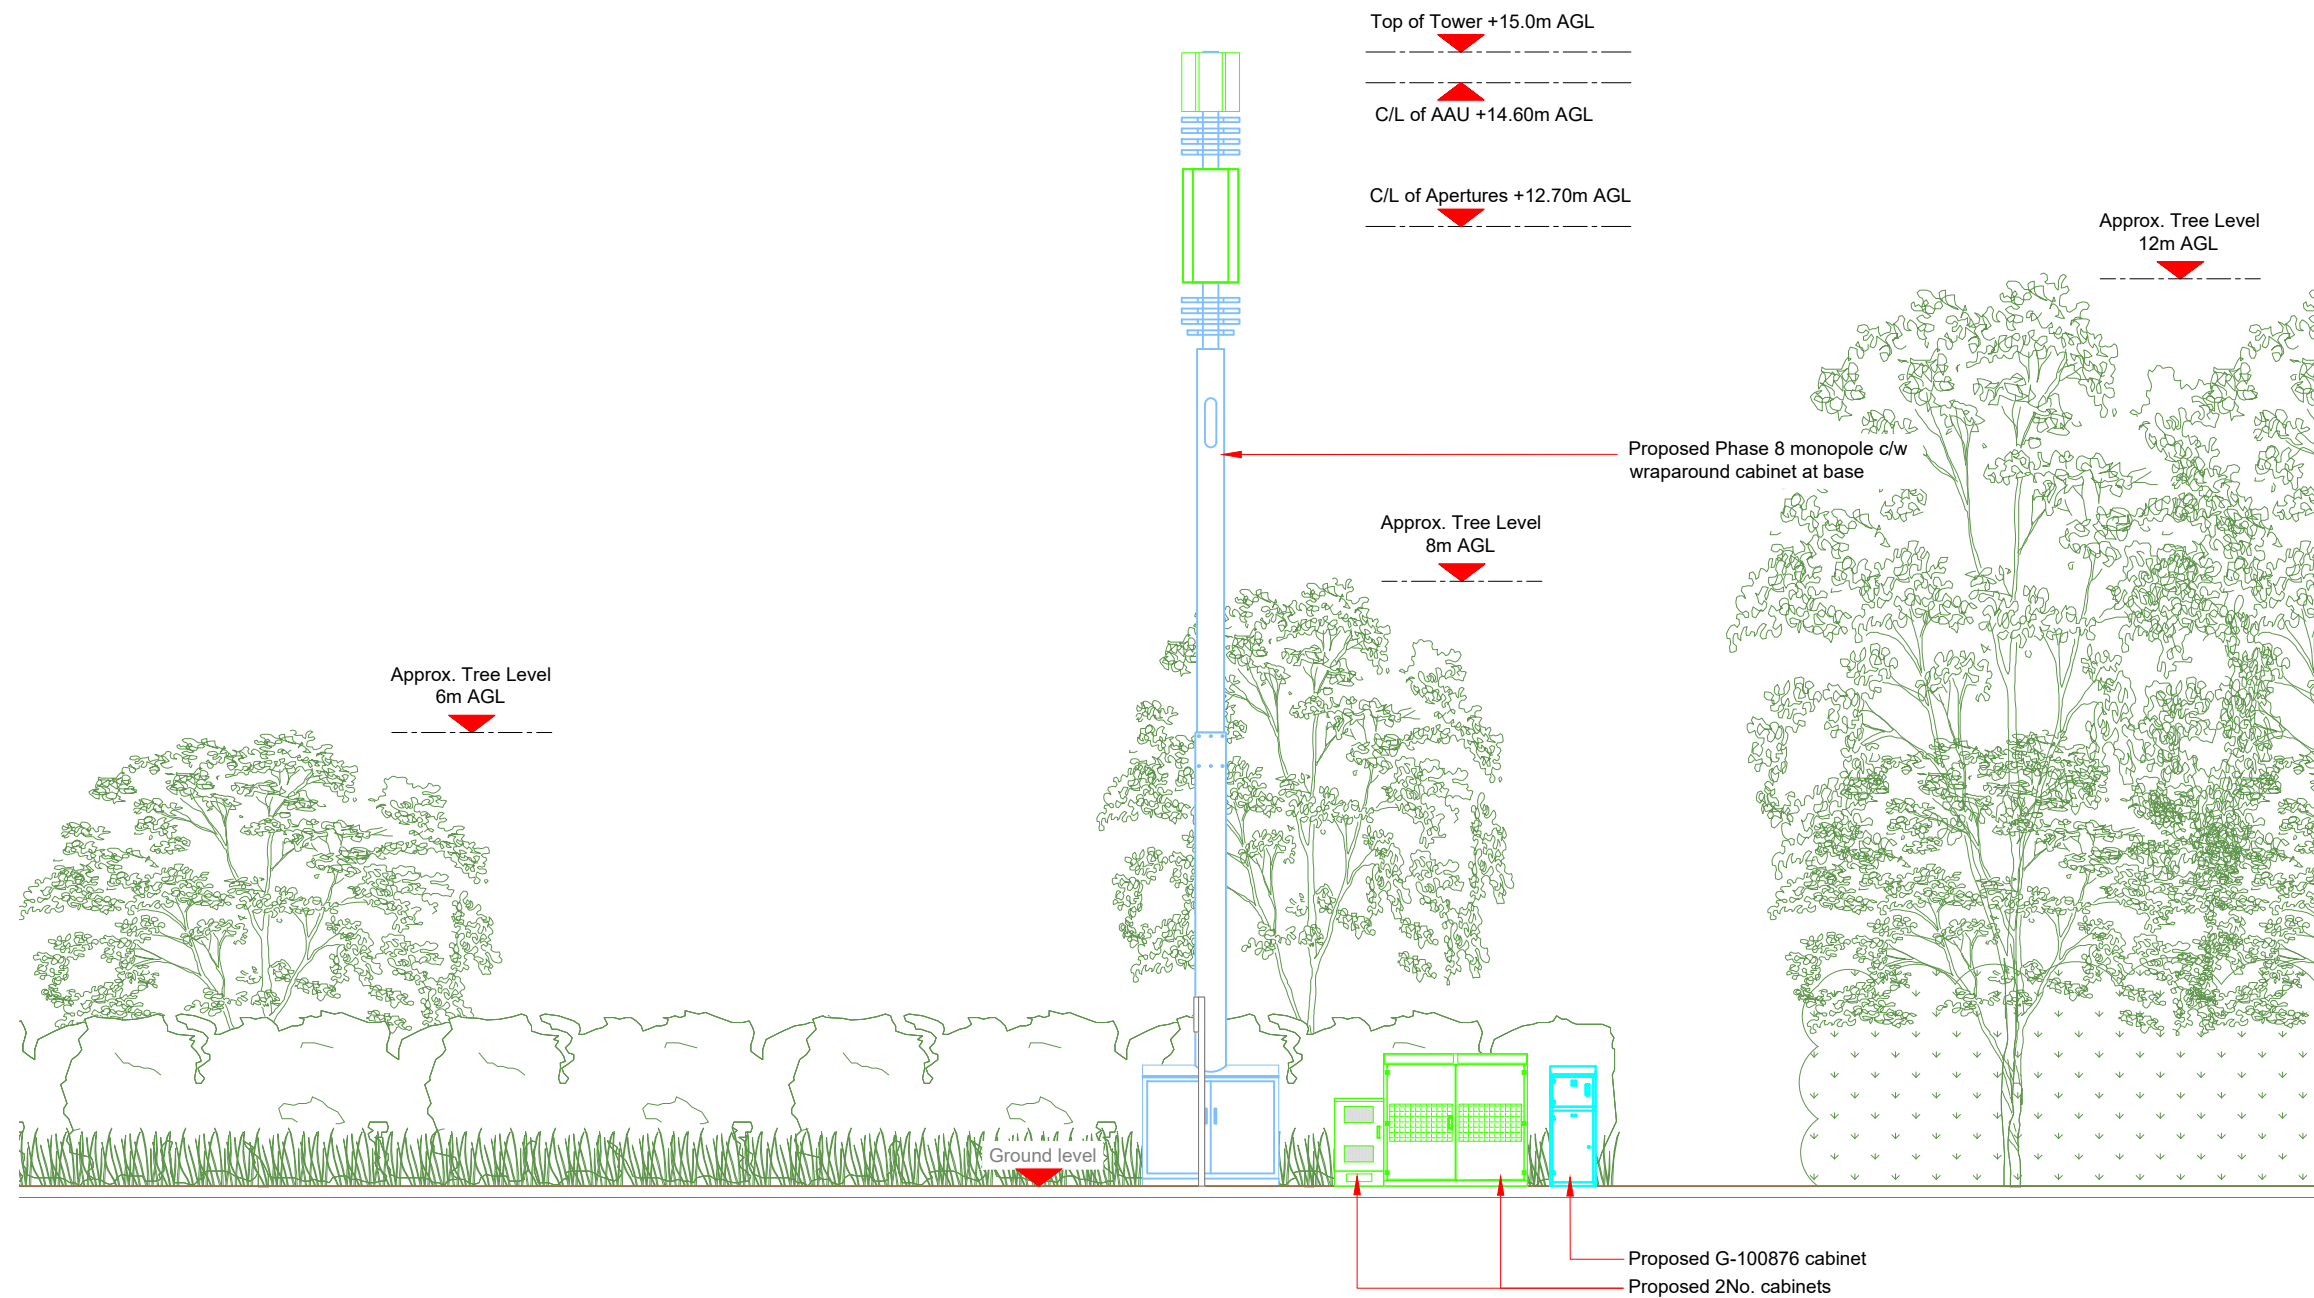 Top of Tower +15.0m AGL
C/L of AAU +14.60m AGL
C/L of Apertures +12.70m AGL
Approx. Tree Level
12m AGL
Proposed Phase 8 monopole c/w
wraparound cabinet at base
Approx. Tree Level
8m AGL
Approx. Tree Level
6m AGL
Ground level
Proposed G-100876 cabinet
Proposed 2No. cabinets